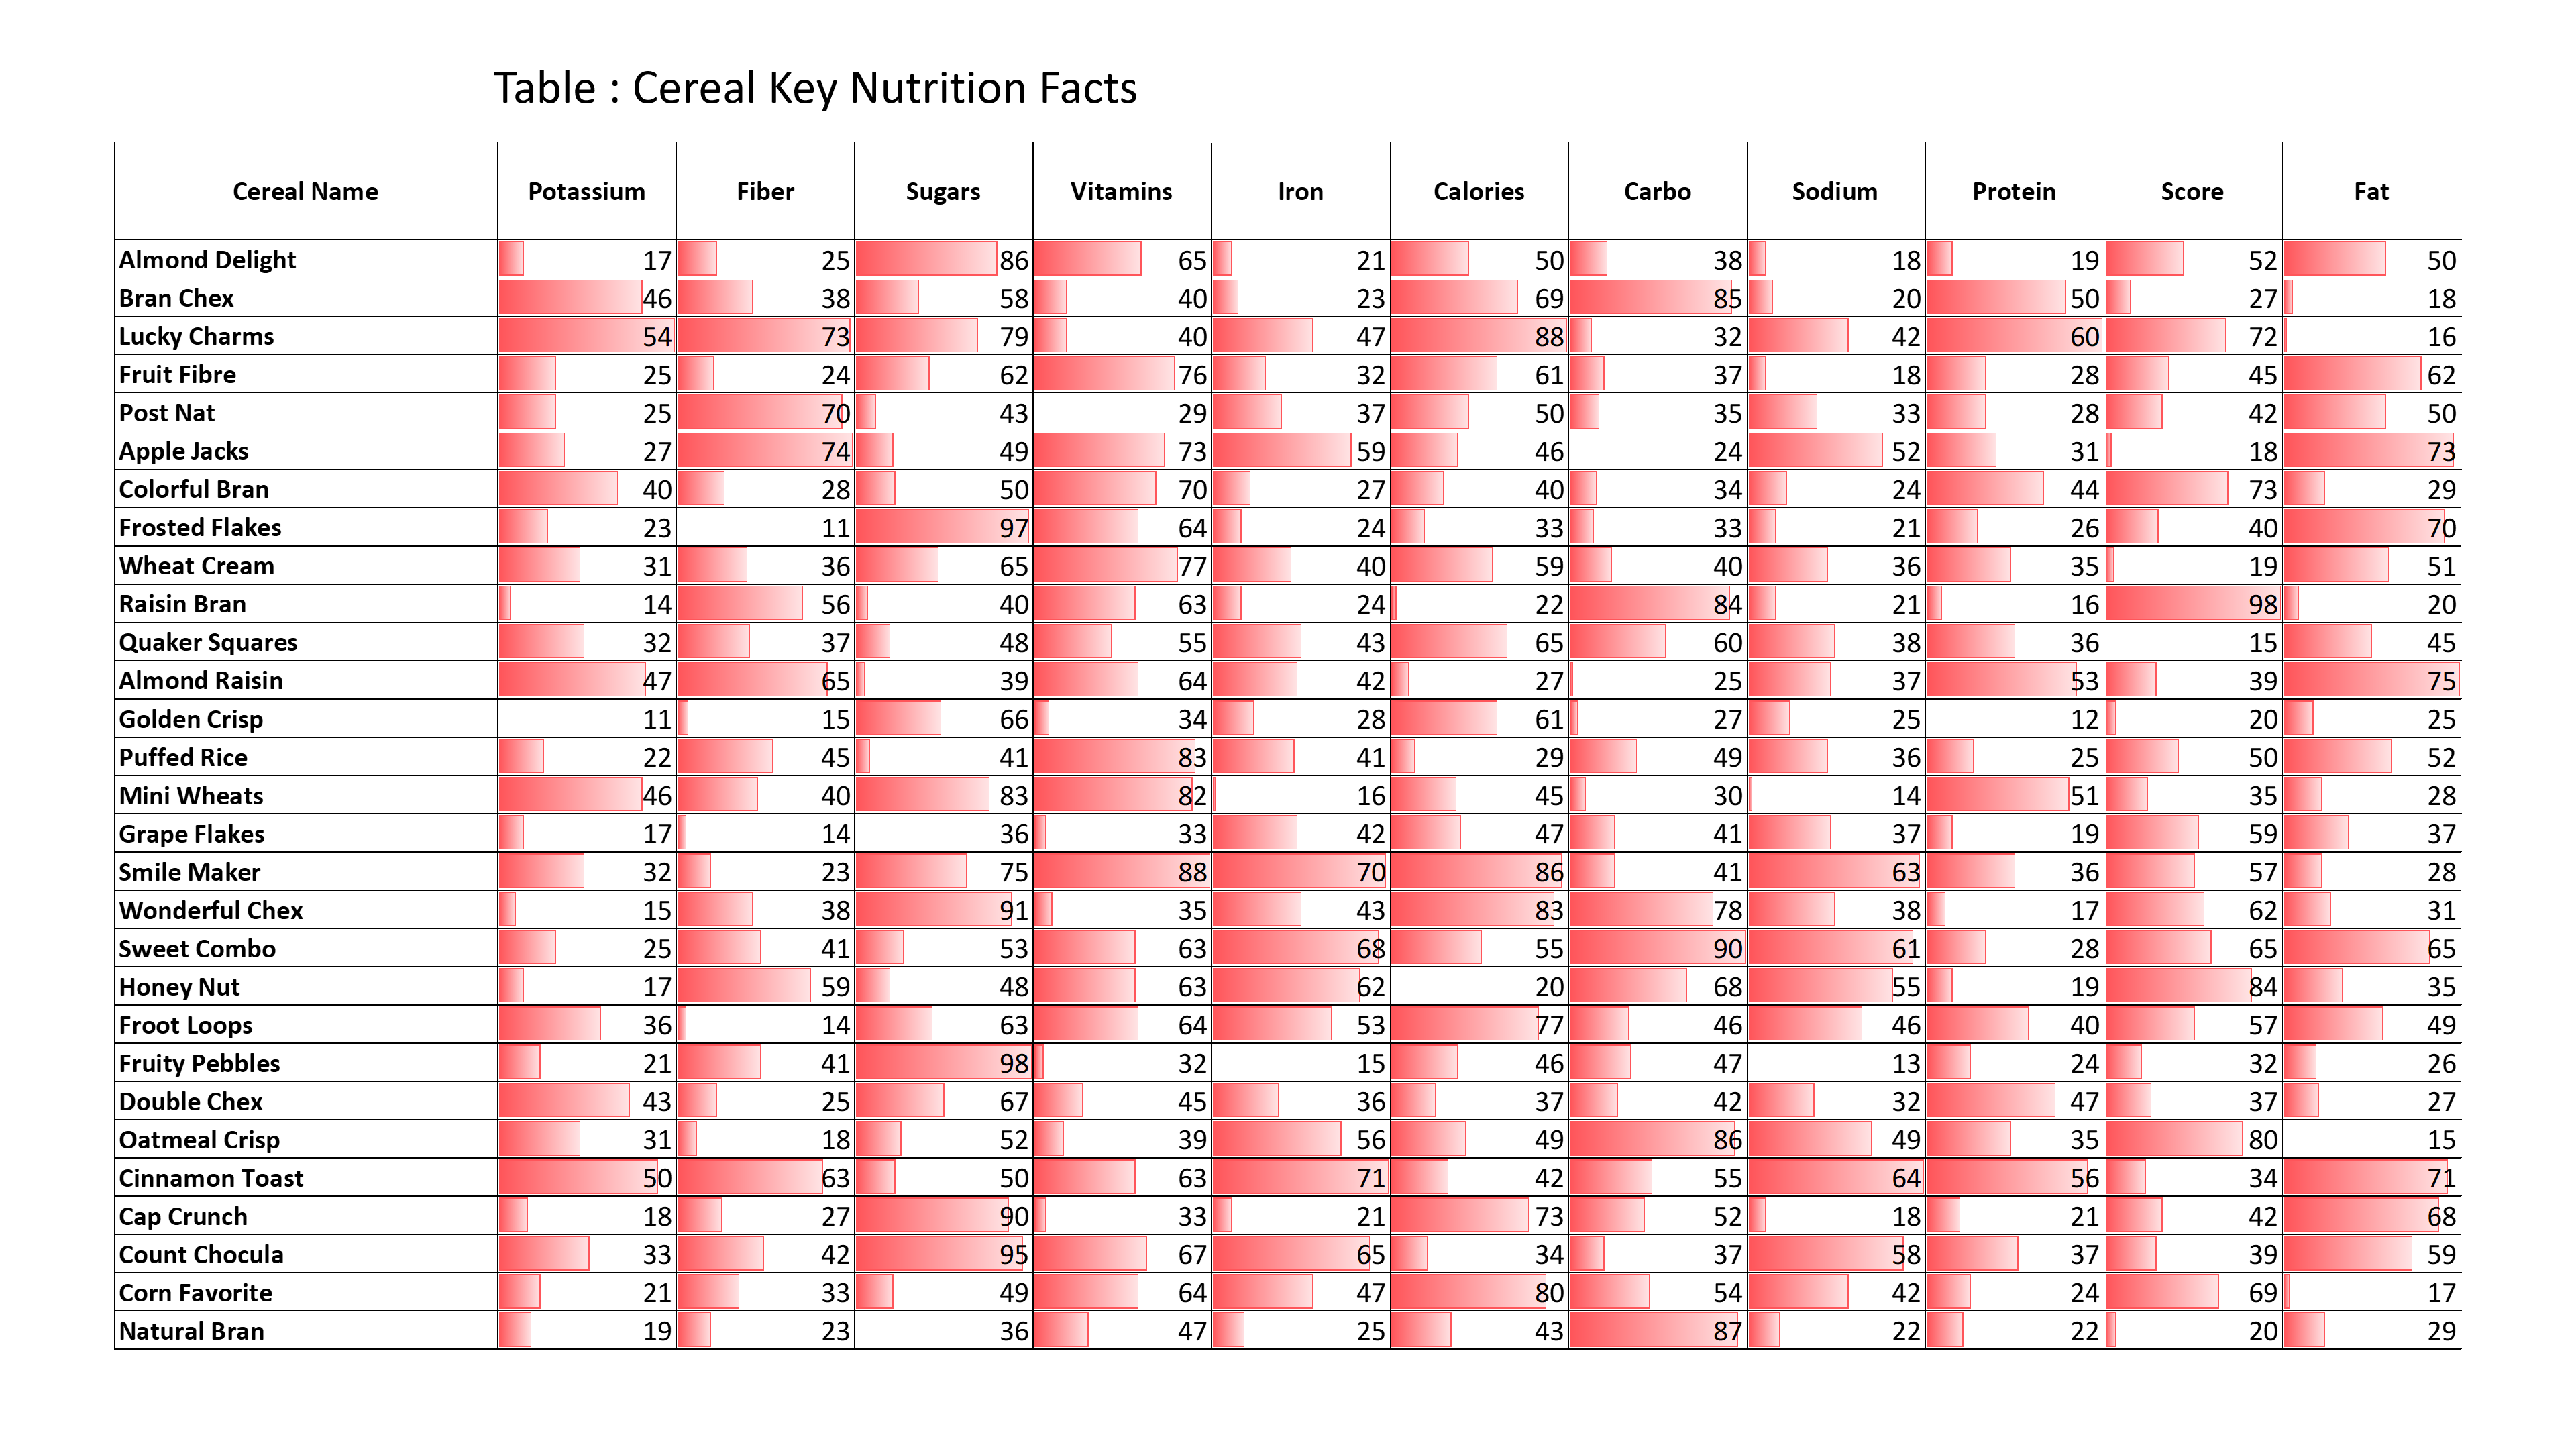 Table : Cereal Key Nutrition Facts
Cereal Name Potassium Fiber Sugars Vitamins Iron Calories Carbo Sodium Protein Score Fat
Almond Delight 17 25 86 65 21 50 38 18 19 52 50
Bran Chex 46 38 58 40 23 69 85 20 50 27 18
Lucky Charms 54 73 79 40 47 88 32 42 60 72 16
Fruit Fibre 25 24 62 76 32 61 37 18 28 45 62
Post Nat 25 70 43 29 37 50 35 33 28 42 50
Apple Jacks 27 74 49 73 59 46 24 52 31 18 73
Colorful Bran 40 28 50 70 27 40 34 24 44 73 29
Frosted Flakes 23 11 97 64 24 33 33 21 26 40 70
Wheat Cream 31 36 65 77 40 59 40 36 35 19 51
Raisin Bran 14 56 40 63 24 22 84 21 16 98 20
Quaker Squares 32 37 48 55 43 65 60 38 36 15 45
Almond Raisin 47 65 39 64 42 27 25 37 53 39 75
Golden Crisp 11 15 66 34 28 61 27 25 12 20 25
Puffed Rice 22 45 41 83 41 29 49 36 25 50 52
Mini Wheats 46 40 83 82 16 45 30 14 51 35 28
Grape Flakes 17 14 36 33 42 47 41 37 19 59 37
Smile Maker 32 23 75 88 70 86 41 63 36 57 28
Wonderful Chex 15 38 91 35 43 83 78 38 17 62 31
Sweet Combo 25 41 53 63 68 55 90 61 28 65 65
Honey Nut 17 59 48 63 62 20 68 55 19 84 35
Froot Loops 36 14 63 64 53 77 46 46 40 57 49
Fruity Pebbles 21 41 98 32 15 46 47 13 24 32 26
Double Chex 43 25 67 45 36 37 42 32 47 37 27
Oatmeal Crisp 31 18 52 39 56 49 86 49 35 80 15
Cinnamon Toast 50 63 50 63 71 42 55 64 56 34 71
Cap Crunch 18 27 90 33 21 73 52 18 21 42 68
Count Chocula 33 42 95 67 65 34 37 58 37 39 59
Corn Favorite 21 33 49 64 47 80 54 42 24 69 17
Natural Bran 19 23 36 47 25 43 87 22 22 20 29